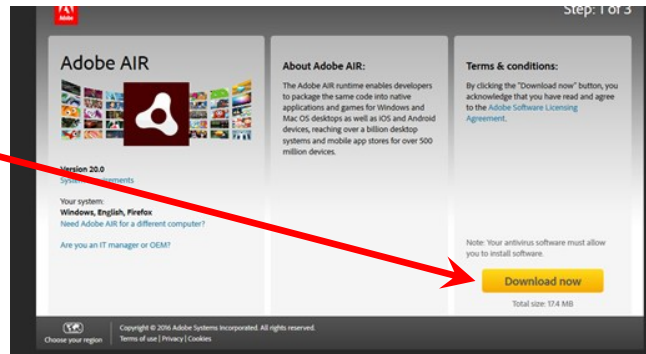 Adobe
Step: 1 of 3
Adobe AIR
Version 20.0
System requirements
Your system:
Windows, English, Firefox
Need Adobe AIR for a different computer?
Are you an IT manager or OEM?
About Adobe AIR:
The Adobe AIR runtime enables developers
to package the same code into native
applications and games for Windows and
Mac OS desktops as well as iOS and Android
devices, reaching over a billion desktop
systems and mobile app stores for over 500
million devices.
Terms & conditions:
By clicking the "Download now" button, you
acknowledge that you have read and agree
to the Adobe Software Licensing
Agreement.
Note: Your antivirus software must allow
you to install software.
Download now
Total size: 17.4 MB
Choose your region
Copyright © 2016 Adobe Systems Incorporated. All rights reserved.
Terms of use | Privacy | Cookies